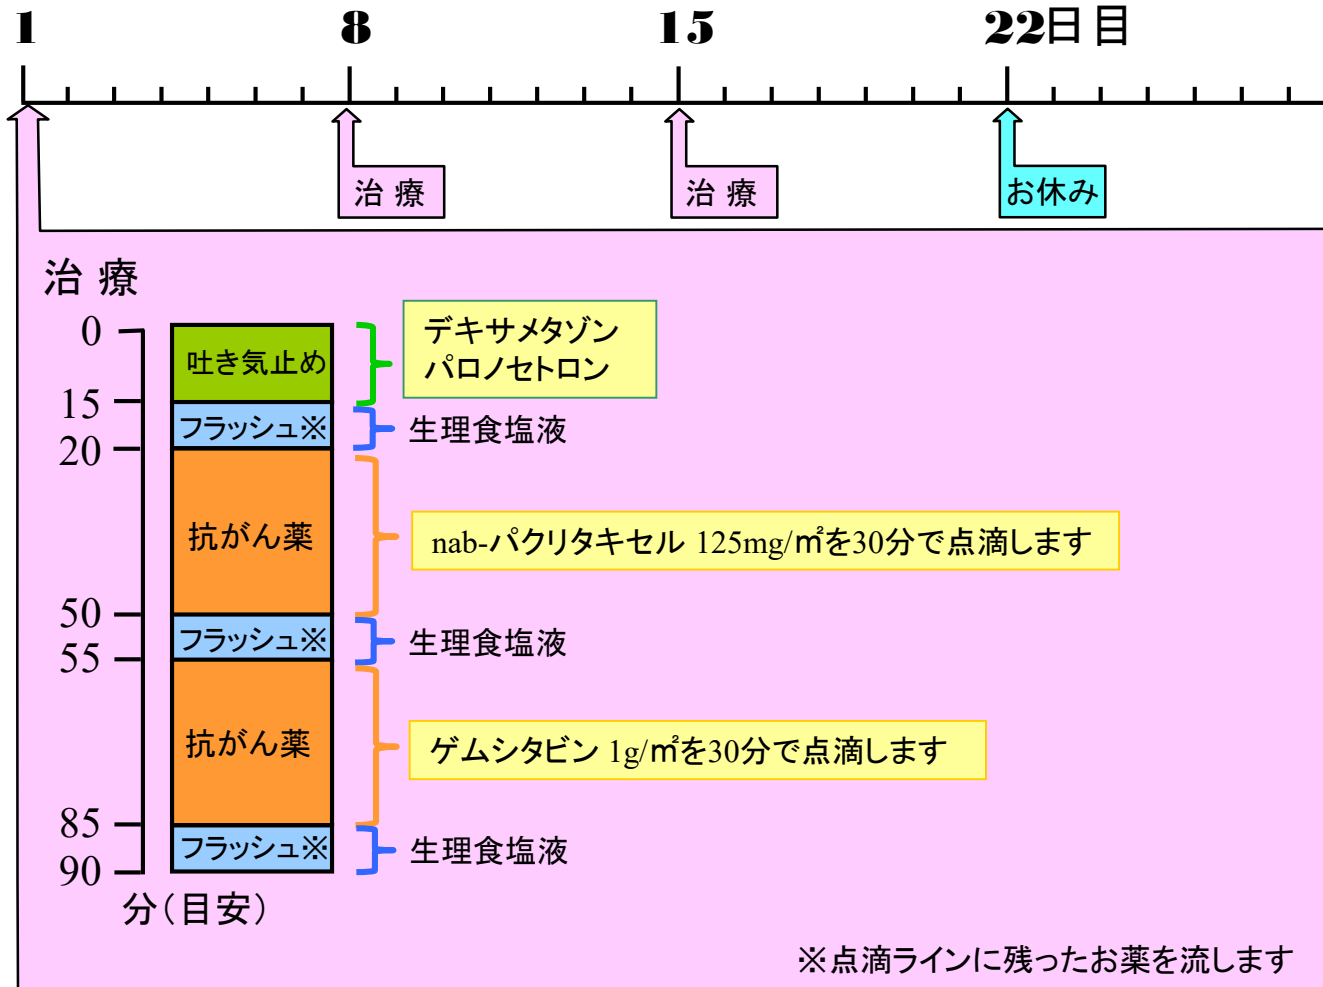 1 8 15 22日目
治 療 治 療 お休み
治 療
0
吐き気止め
デキサメタゾン
パロノセトロン
15
フラッシュ※ 生理食塩液
20
抗がん薬 nab-パクリタキセル 125mg/㎡を30分で点滴します
50
フラッシュ※ 生理食塩液
55
抗がん薬 ゲムシタビン 1g/㎡を30分で点滴します
85
フラッシュ※ 生理食塩液
90
分（目安）
※点滴ラインに残ったお薬を流します